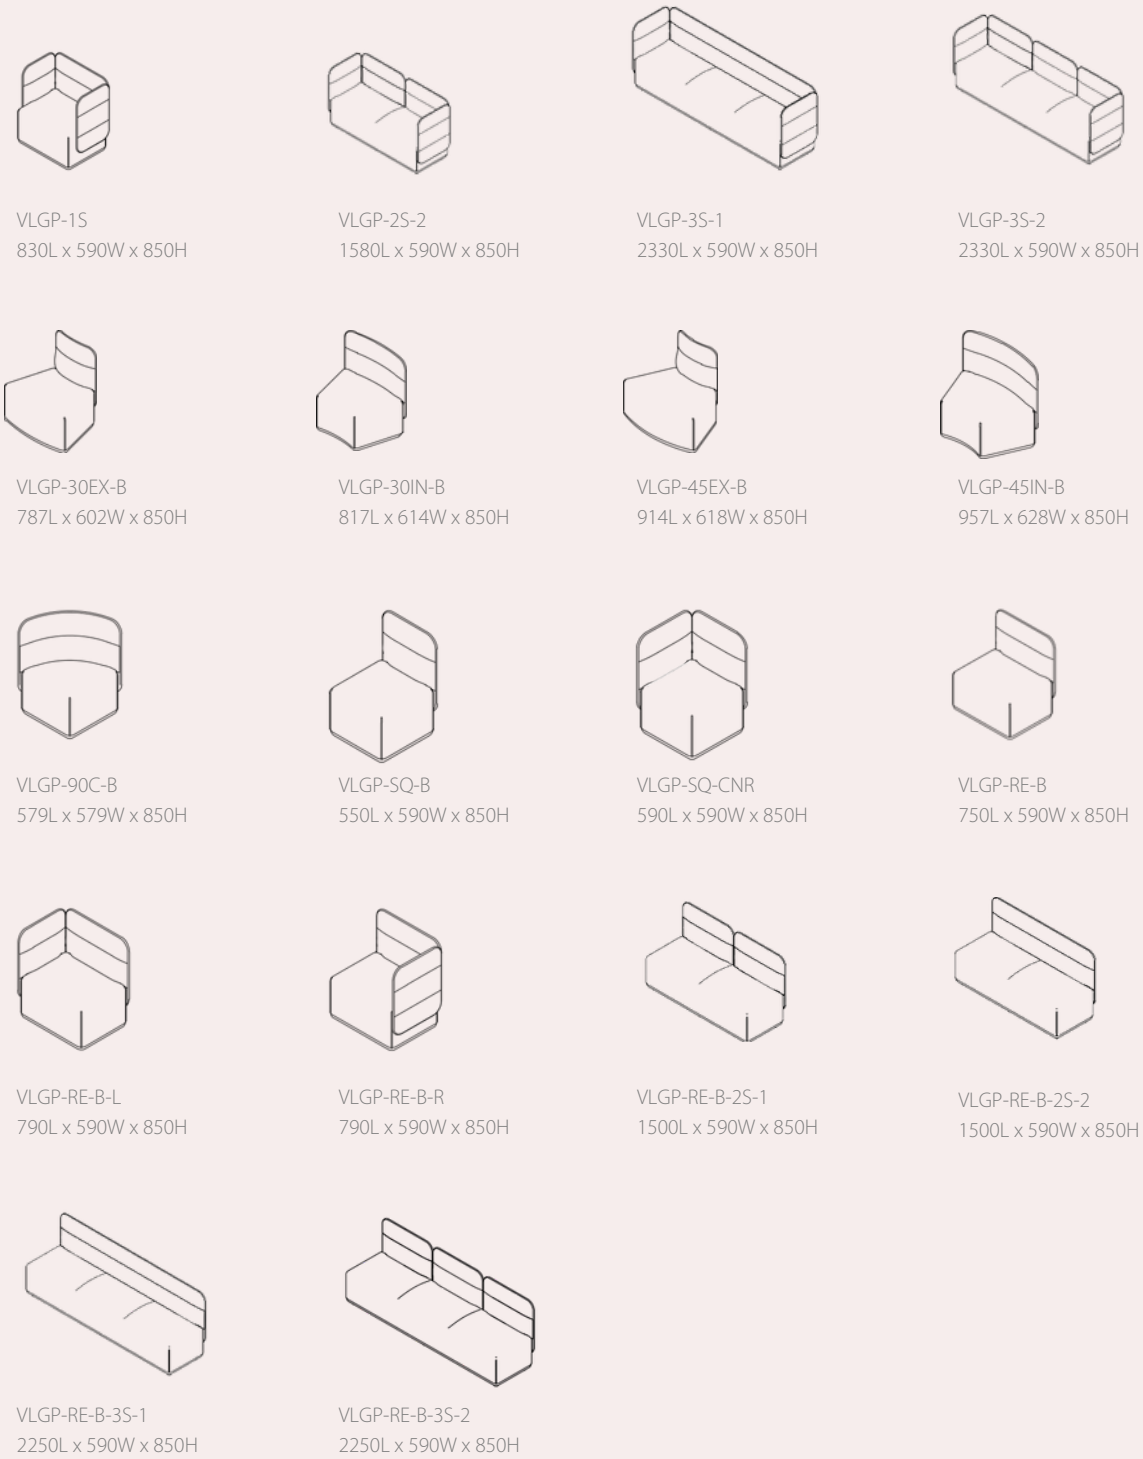 VLGP-1S
830L x 590W x 850H
VLGP-2S-2
1580L x 590W x 850H
VLGP-3S-1
2330L x 590W x 850H
VLGP-3S-2
2330L x 590W x 850H
VLGP-30EX-B
787L x 602W x 850H
VLGP-30IN-B
817L x 614W x 850H
VLGP-45EX-B
914L x 618W x 850H
VLGP-45IN-B
957L x 628W x 850H
VLGP-90C-B
579L x 579W x 850H
VLGP-SQ-B
550L x 590W x 850H
VLGP-SQ-CNR
590L x 590W x 850H
VLGP-RE-B
750L x 590W x 850H
VLGP-RE-B-L
790L x 590W x 850H
VLGP-RE-B-R
790L x 590W x 850H
VLGP-RE-B-2S-1
1500L x 590W x 850H
VLGP-RE-B-2S-2
1500L x 590W x 850H
VLGP-RE-B-3S-1
2250L x 590W x 850H
VLGP-RE-B-3S-2
2250L x 590W x 850H